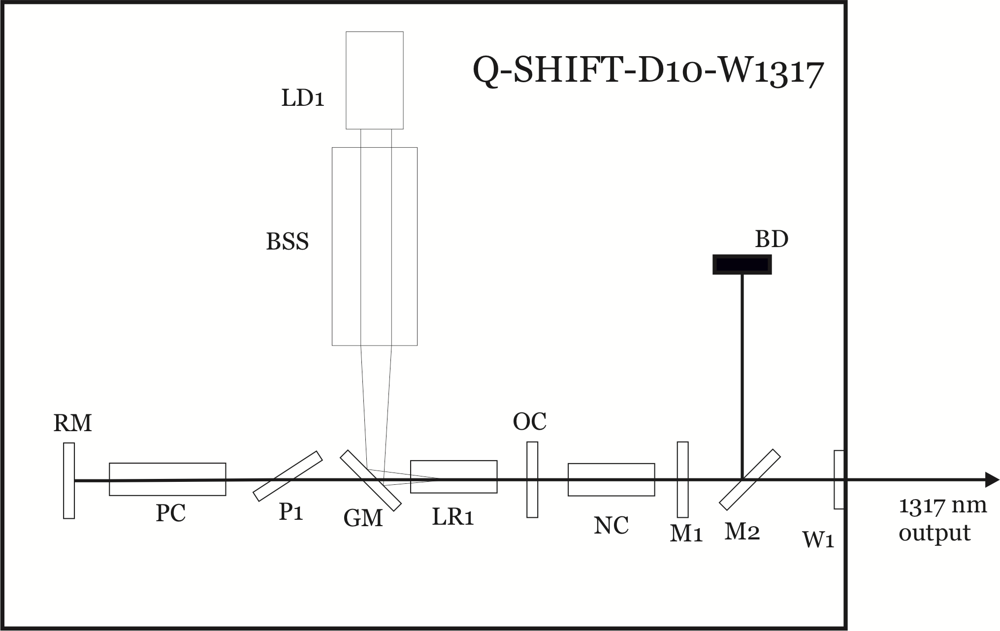 Q-SHIFT-D10-W1317
LD1
BSS
BD
RM
OC
PC
P1
GM
LR1
NC
M1
M2
W1
1317 nm
output